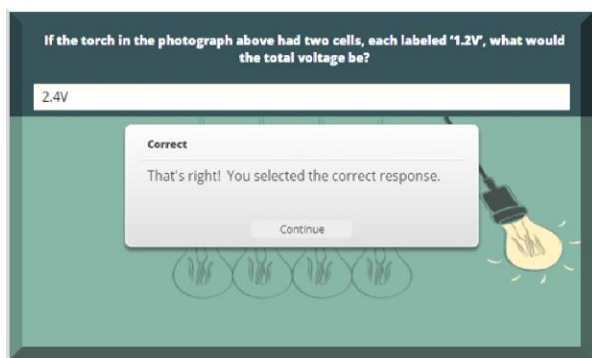 If the torch in the photograph above had two cells, each labeled '1.2V', what would
the total voltage be?
2.4V
Correct
That's right! You selected the correct response.
Continue